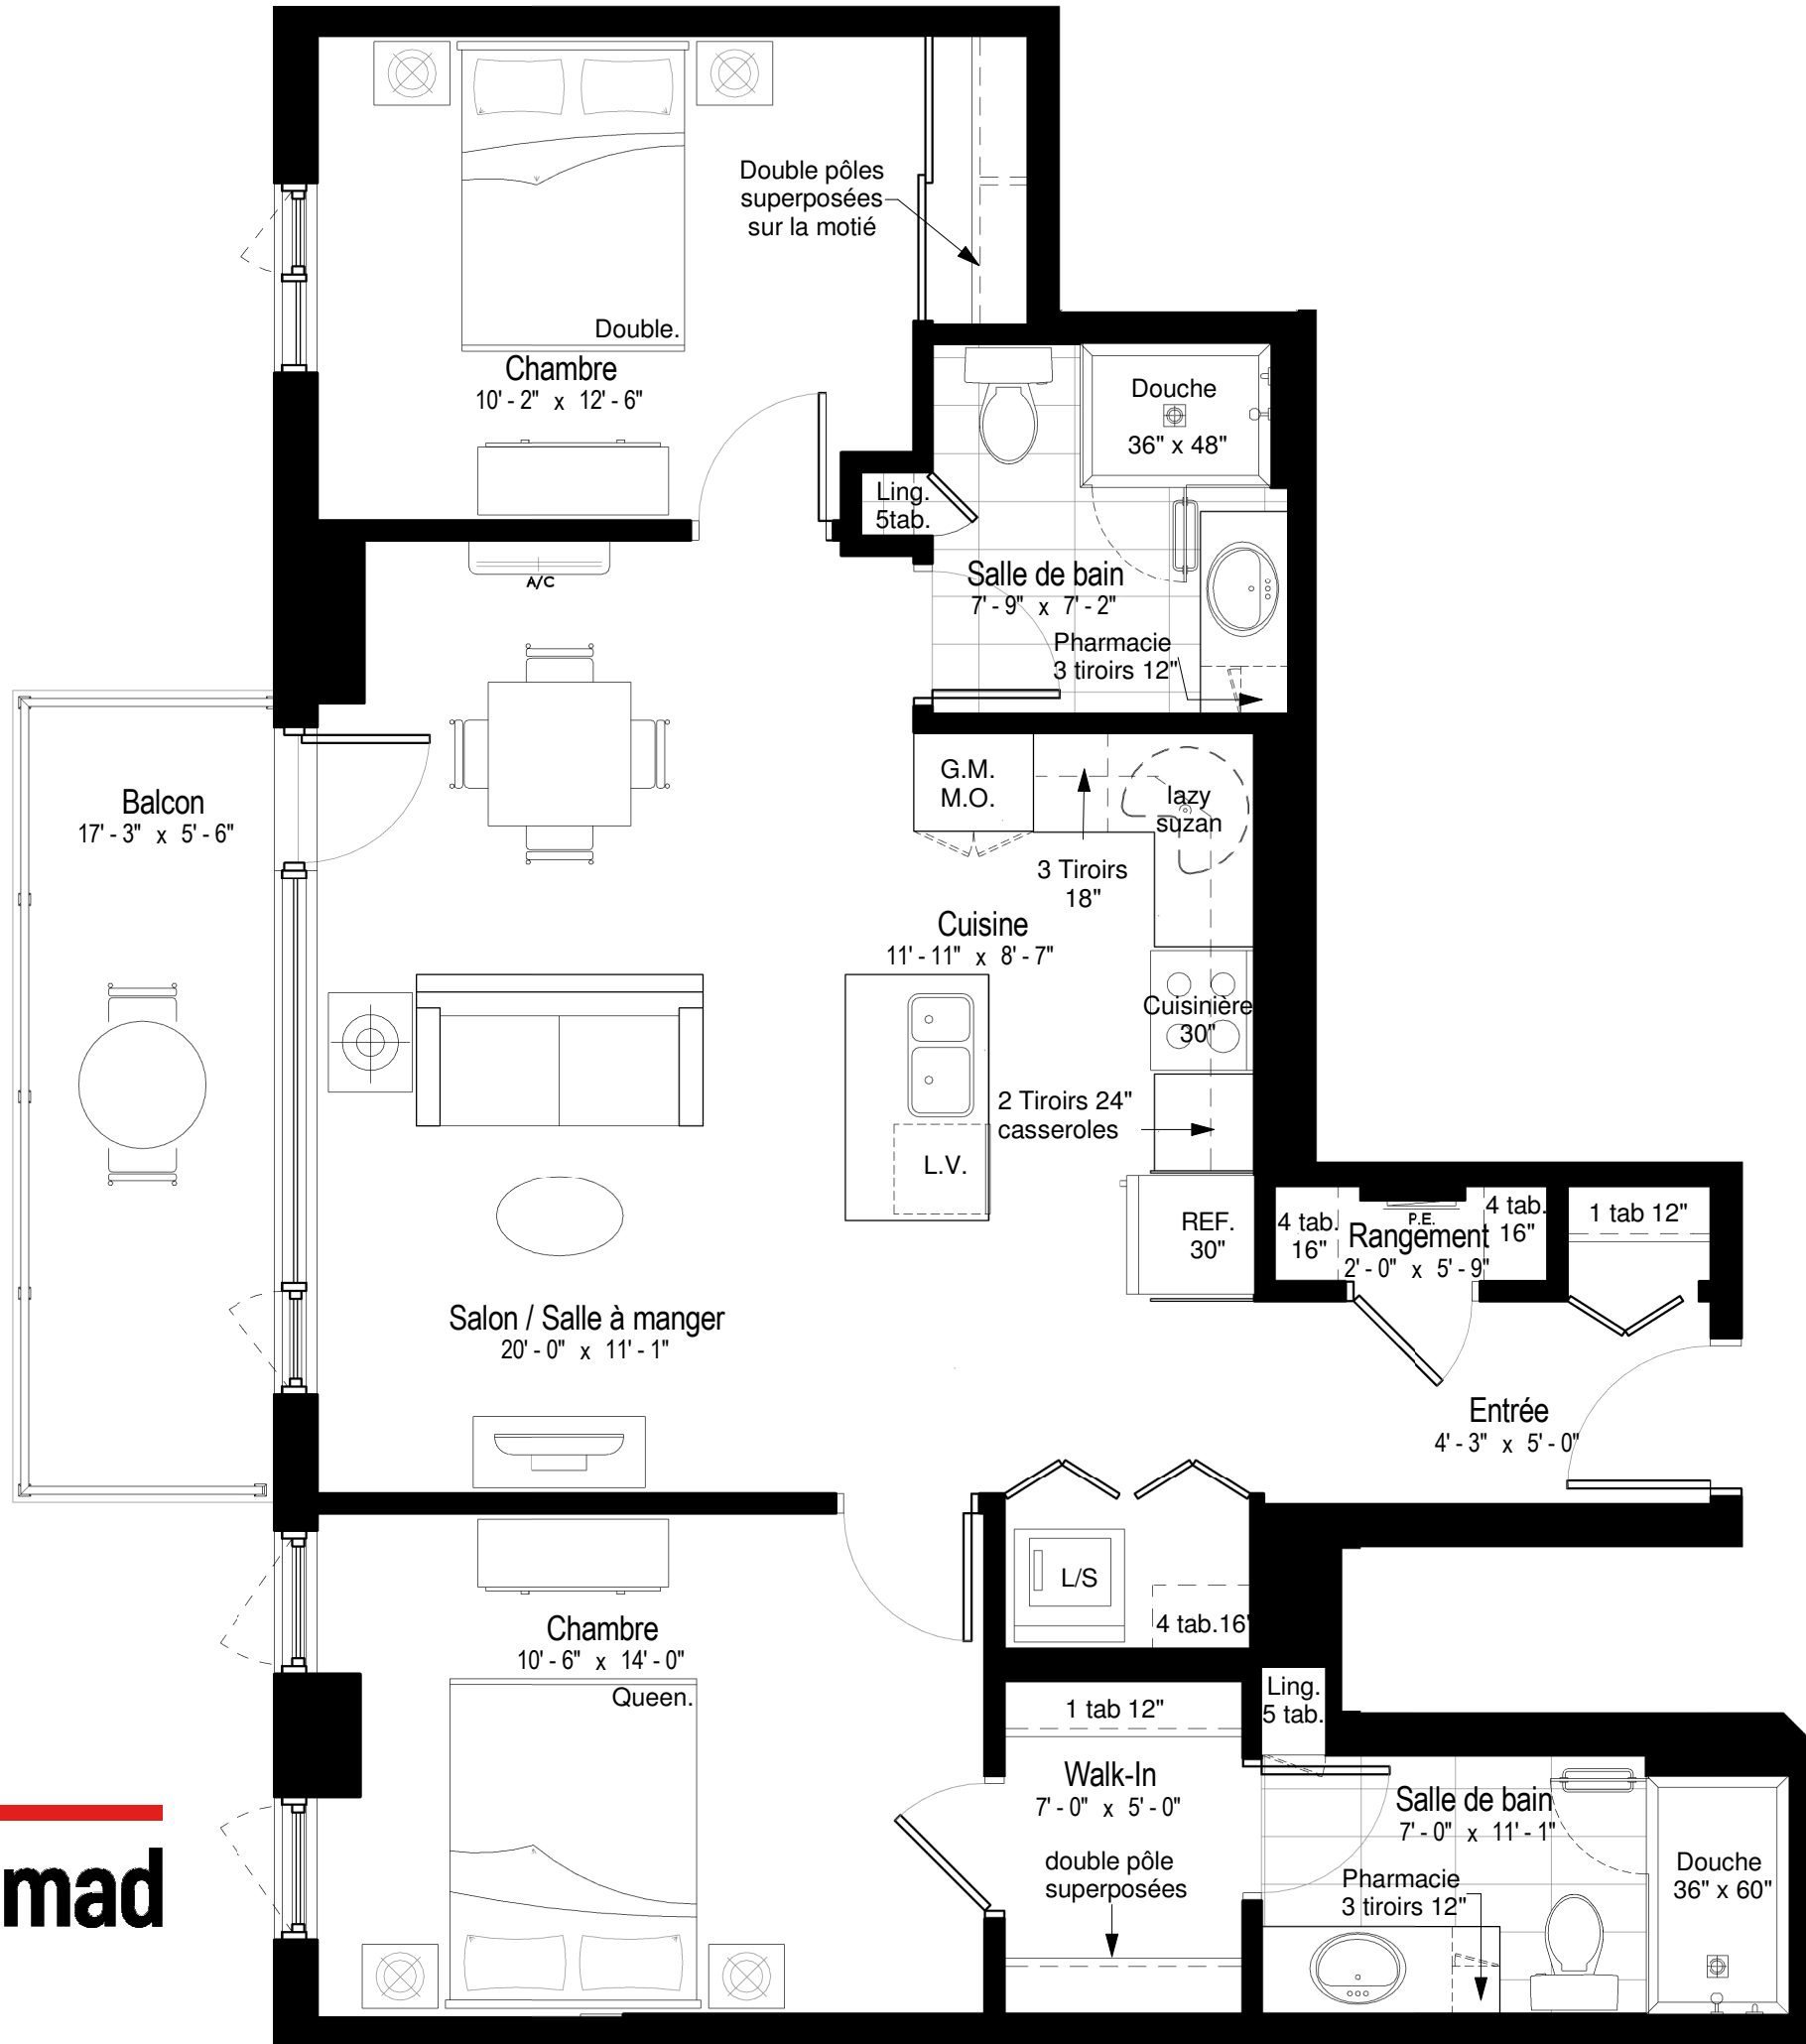 Double pôles
superposées
sur la motié
Double.
Chambre
10' - 2" x 12' - 6"
Douche
36" x 48"
Ling.
5tab.
A/C
Salle de bain
7' - 9" x 7' - 2"
Pharmacie
3 tiroirs 12"
Balcon
17' - 3" x 5' - 6"
G.M.
M.O.
lazy
suzan
3 Tiroirs
18"
Cuisine
11' - 11" x 8' - 7"
Cuisinière
30"
2 Tiroirs 24"
casseroles
L.V.
REF.
30"
4 tab.
16"
P.E.
4 tab.
16"
Rangement
2' - 0" x 5' - 9"
1 tab 12"
Salon / Salle à manger
20' - 0" x 11' - 1"
Entrée
4' - 3" x 5' - 0"
L/S
4 tab.16"
Chambre
10' - 6" x 14' - 0"
Queen.
Ling.
5 tab.
1 tab 12"
Walk-In
7' - 0" x 5' - 0"
double pôle
superposées
Salle de bain
7' - 0" x 11' - 1"
Pharmacie
3 tiroirs 12"
Douche
36" x 60"
mad